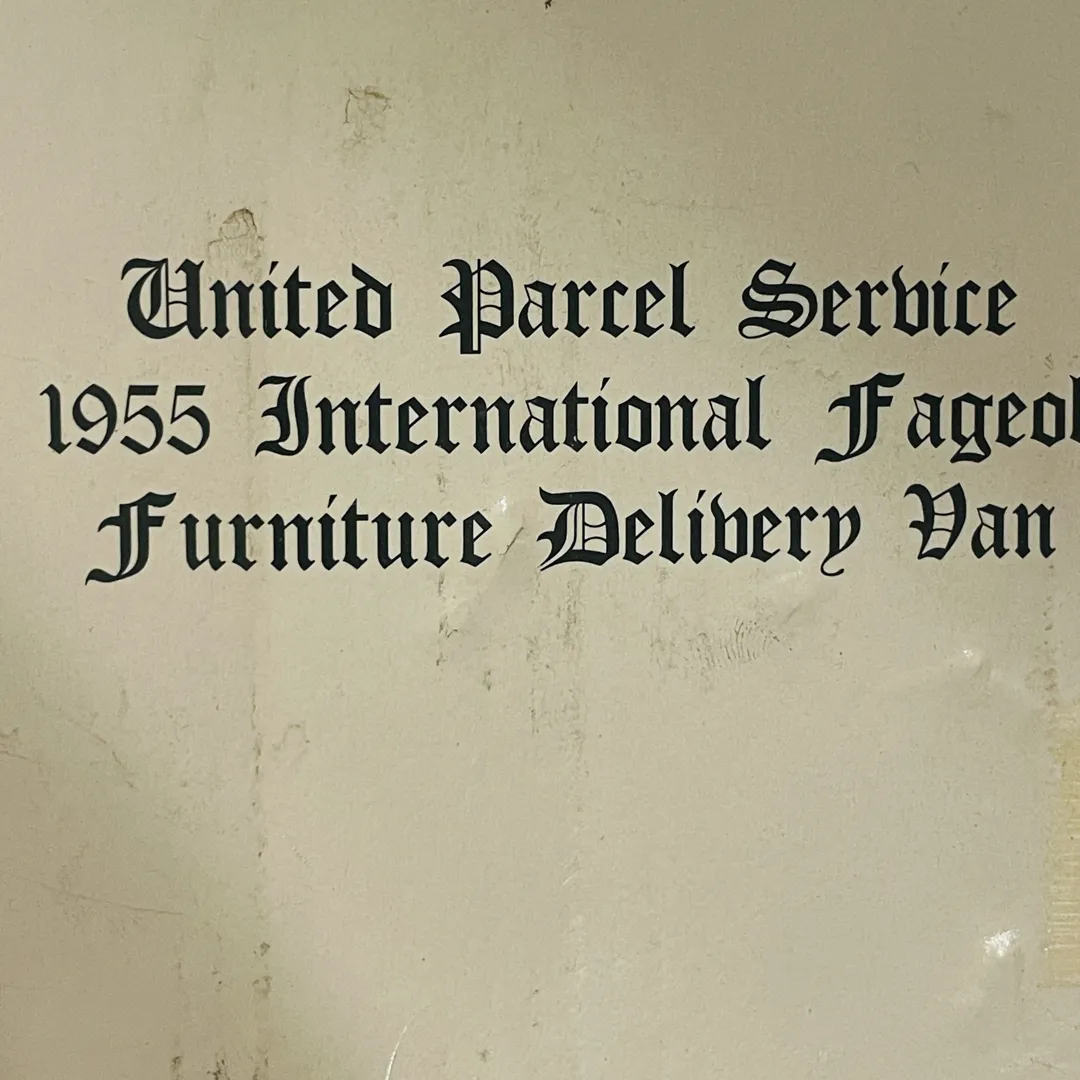 United Parcel Service
1955 International Fageol
Furniture Delivery Van